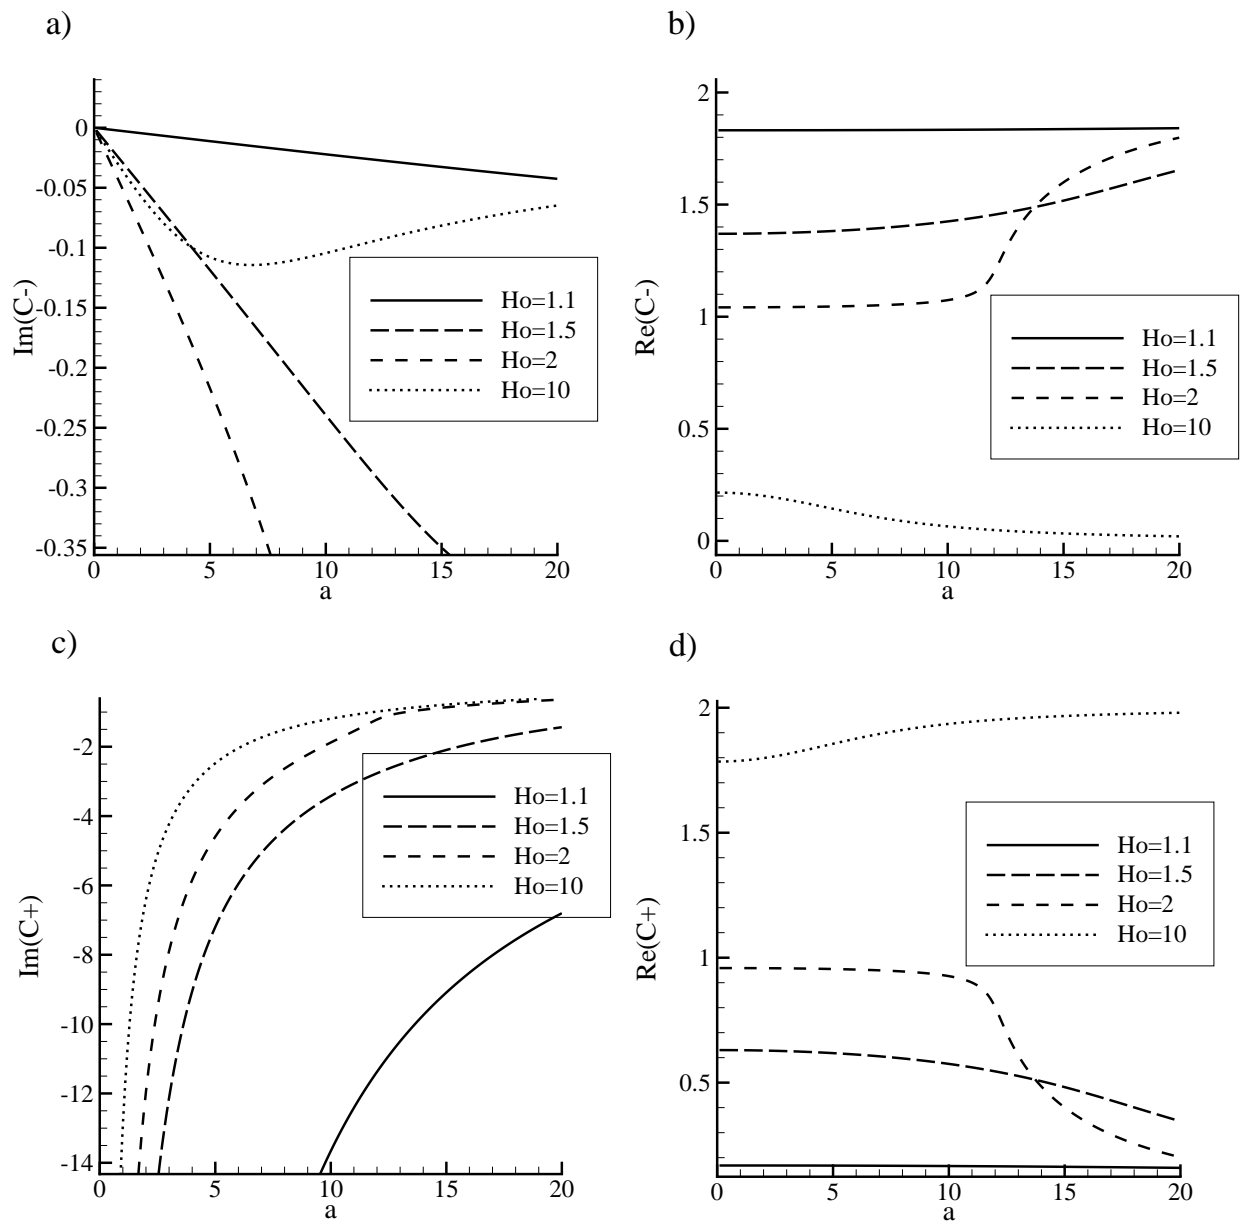 a)
Im(C-)
0
-0.05
-0.1
-0.15
-0.2
-0.25
-0.3
-0.35
Ho=1.1
Ho=1.5
Ho=2
Ho=10
0 5 10 15 20
a
b)
Re(C-)
2
1.5
1
0.5
0
Ho=1.1
Ho=1.5
Ho=2
Ho=10
0 5 10 15 20
a
c)
Im(C+)
-2
-4
-6
-8
-10
-12
-14
Ho=1.1
Ho=1.5
Ho=2
Ho=10
0 5 10 15 20
a
d)
Re(C+)
2
1.5
1
0.5
Ho=1.1
Ho=1.5
Ho=2
Ho=10
0 5 10 15 20
a